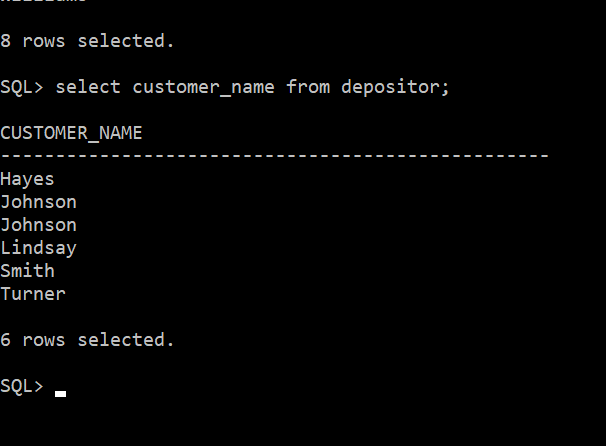 8 rows selected.
SQL> select customer_name from depositor;
CUSTOMER_NAME
--------------------------------------------------
Hayes
Johnson
Johnson
Lindsay
Smith
Turner
6 rows selected.
SQL>